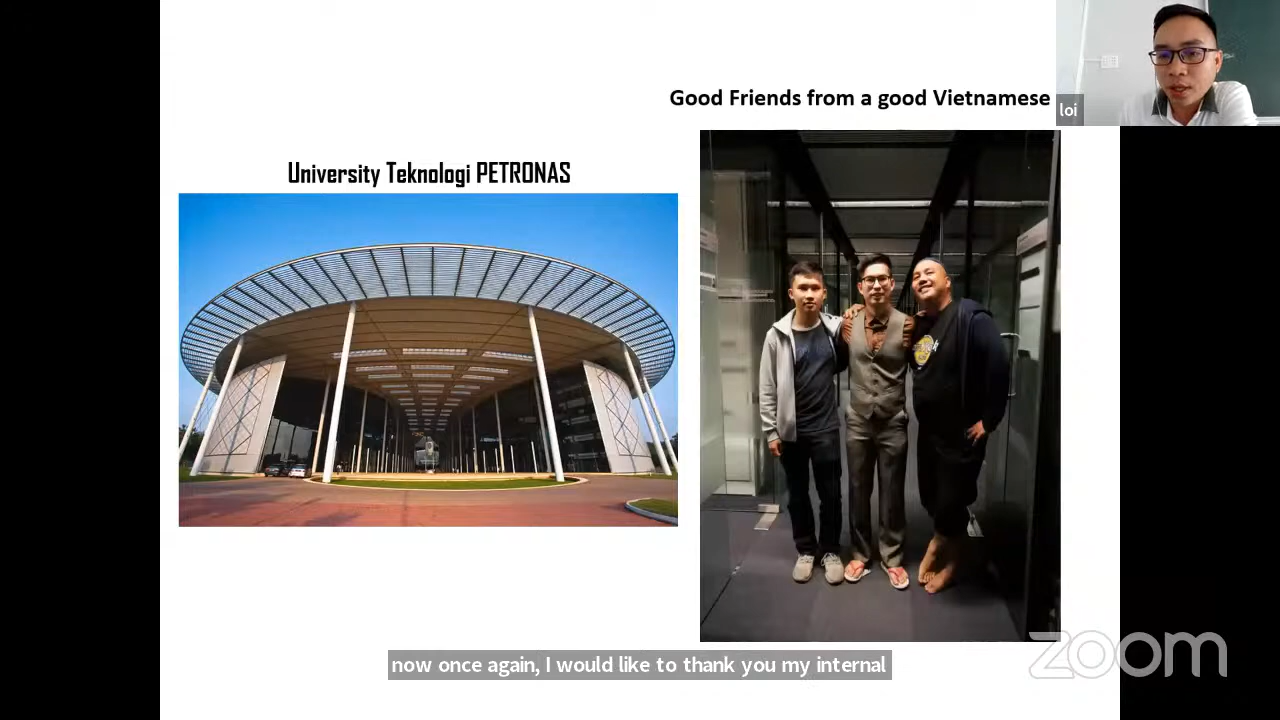 Good Friends from a good Vietnamese
loi
University Teknologi PETRONAS
now once again, I would like to thank you my internal
zoom